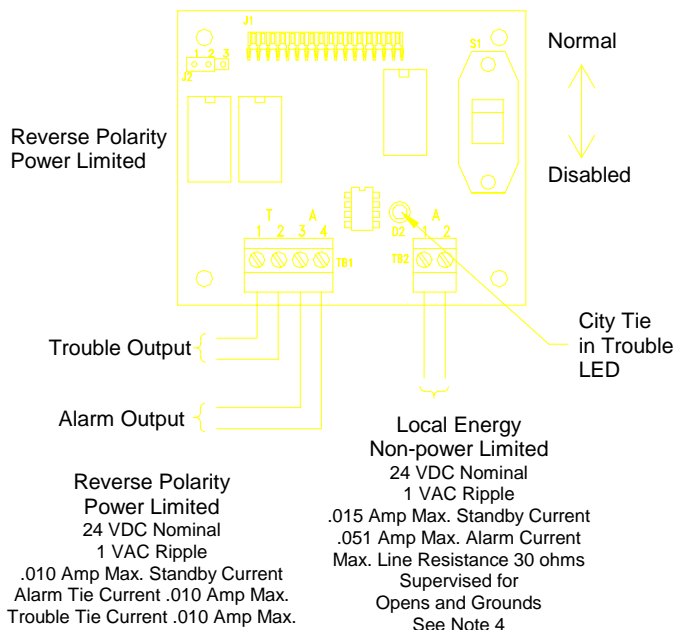 J1
S1
Normal
1 2 3
J2
Reverse Polarity
Power Limited
Disabled
T A
1 2 3 4
TB1
D2
A
1 2
TB2
Trouble Output
Alarm Output
City Tie
in Trouble
LED
Reverse Polarity
Power Limited
24 VDC Nominal
1 VAC Ripple
.010 Amp Max. Standby Current
Alarm Tie Current .010 Amp Max.
Trouble Tie Current .010 Amp Max.
Local Energy
Non-power Limited
24 VDC Nominal
1 VAC Ripple
.015 Amp Max. Standby Current
.051 Amp Max. Alarm Current
Max. Line Resistance 30 ohms
Supervised for
Opens and Grounds
See Note 4